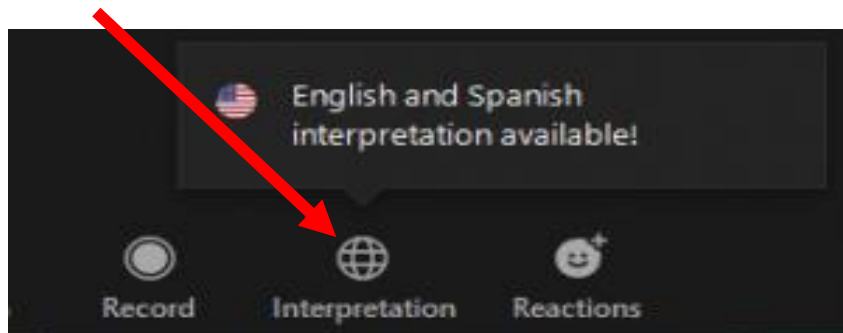 English and Spanish
interpretation available!
Record Interpretation Reactions